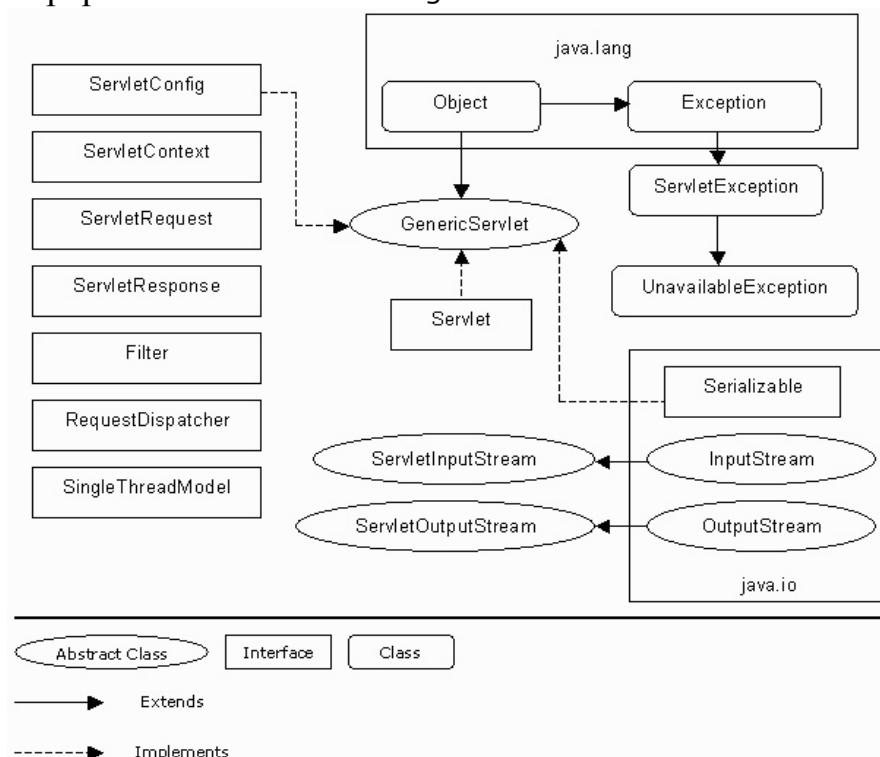 java.lang
ServletConfig
Object
Exception
ServletContext
ServletException
ServletRequest
GenericServlet
ServletResponse
UnavailableException
Servlet
Filter
Serializable
RequestDispatcher
ServletInputStream
InputStream
SingleThreadModel
ServletOutputStream
OutputStream
java.io
Abstract Class
Interface
Class
Extends
Implements